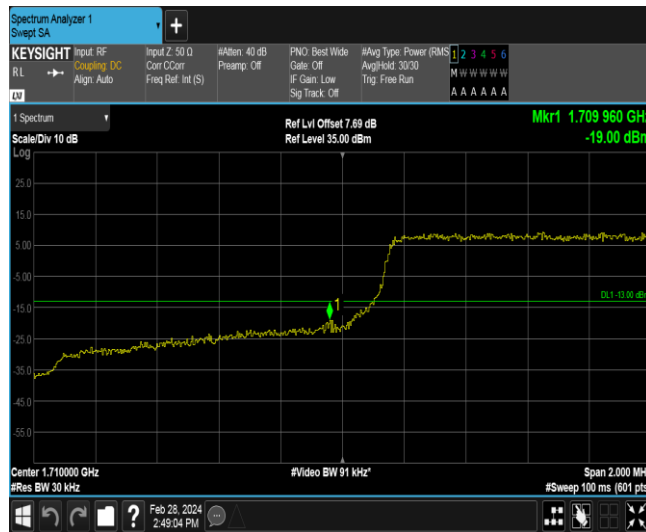 Spectrum Analyzer 1
Swept SA
+
KEYSIGHT
RL
LXI
Input: RF
Coupling: DC
Align: Auto
Input Z: 50 Ω
Corr CCorr
Freq Ref: Int (S)
#Atten: 40 dB
Preamp: Off
PNO: Best Wide
Gate: Off
IF Gain: Low
Sig Track: Off
#Avg Type: Power (RMS
Avg|Hold: 30/30
Trig: Free Run
1 2 3 4 5 6
M W W W W W
A A A A A A
1 Spectrum
Scale/Div 10 dB
Log
Ref Lvl Offset 7.69 dB
Ref Level 35.00 dBm
Mkr1 1.709 960 GHz
-19.00 dBm
25.0
15.0
5.00
-5.00
DL1 -13.00 dBm
1
-15.0
-25.0
-35.0
-45.0
-55.0
Center 1.710000 GHz
#Res BW 30 kHz
#Video BW 91 kHz*
Span 2.000 MH
#Sweep 100 ms (601 pts
?
Feb 28, 2024
2:49:04 PM